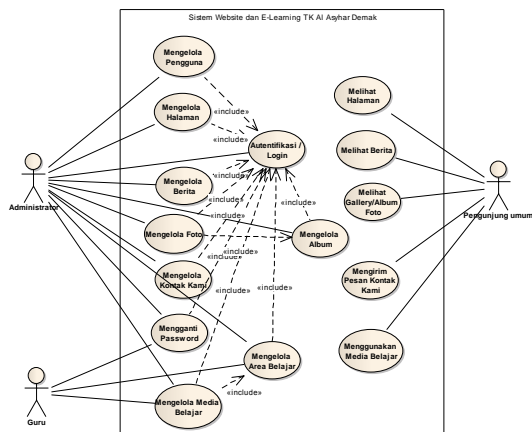 Sistem Website dan E-Learning TK Al Asyhar Demak
Mengelola
Pengguna
«include»
Mengelola
Halaman
«include»
Autentifikasi /
Login
Mengelola
Berita
«include»
Administrator
Mengelola Foto
«include»
«include»
Mengelola
Album
Mengelola
Kontak Kami
«include»
«include»
Mengganti
Password
«include»
Mengelola
Area Belajar
Guru
Mengelola Media
Belajar
«include»
Melihat
Halaman
Melihat Berita
Melihat
Gallery/Album
Foto
Pengunjung umum
Mengirim
Pesan Kontak
Kami
Menggunakan
Media Belajar